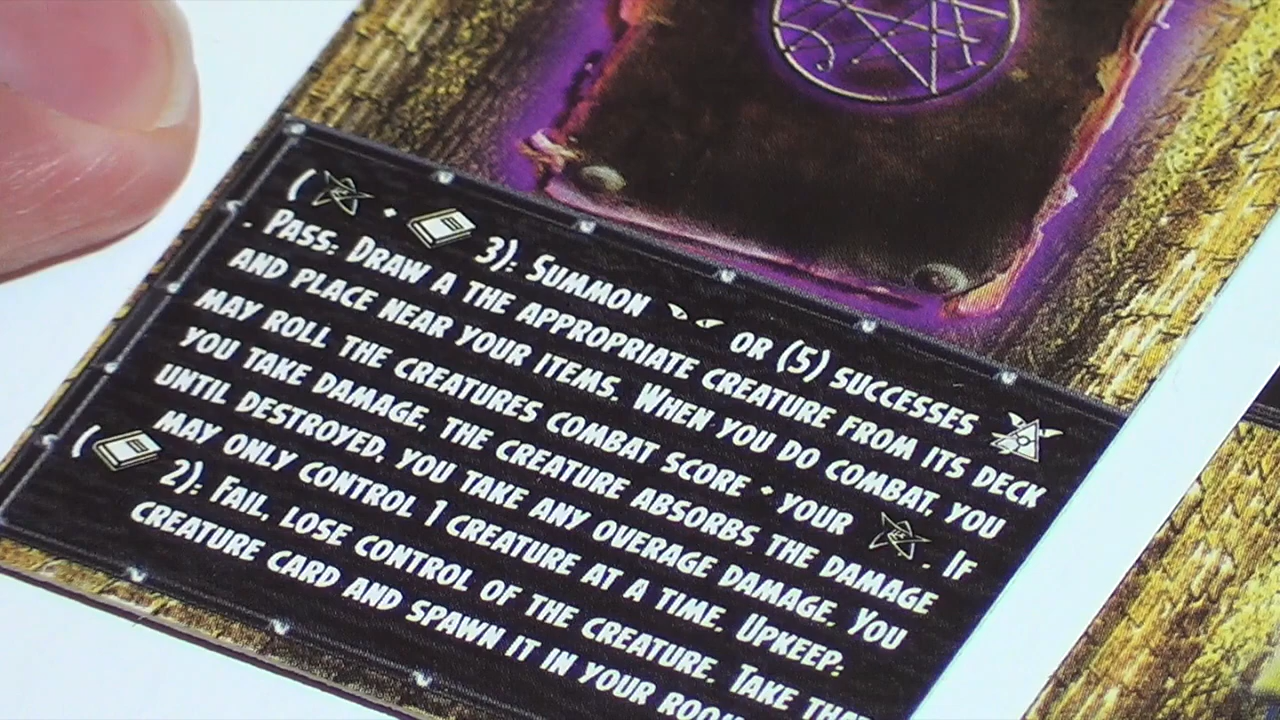 ( + 3): Summon or (5) successes
. Pass: Draw a the appropriate creature from its deck
and place near your items. When you do combat, you
may roll the creatures combat score + your . If
you take damage, the creature absorbs the damage
until destroyed, you take any overage damage. You
may only control 1 creature at a time. Upkeep:
( 2): Fail, lose control of the creature. Take that
creature card and spawn it in your room